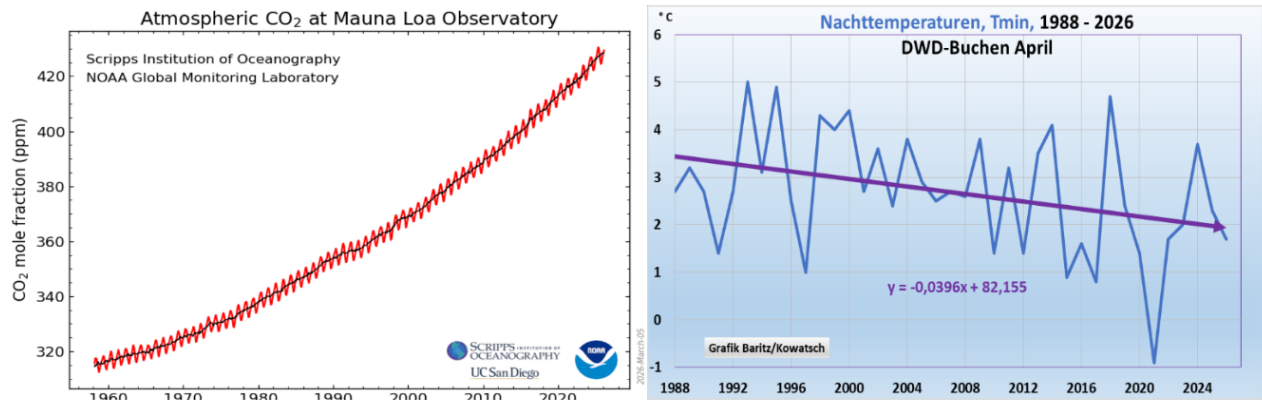 Atmospheric CO₂ at Mauna Loa Observatory
Scripps Institution of Oceanography
NOAA Global Monitoring Laboratory
CO₂ mole fraction (ppm)
420
400
380
360
340
320
1960
1970
1980
1990
2000
2010
2020
SCRIPPS INSTITUTION OF
OCEANOGRAPHY
UC San Diego
NOAA
2026-March-05
° C
Nachttemperaturen, Tmin, 1988 - 2026
DWD-Buchen April
6
5
4
3
2
1
0
-1
y = -0,0396x + 82,155
Grafik Baritz/Kowatsch
1988
1992
1996
2000
2004
2008
2012
2016
2020
2024